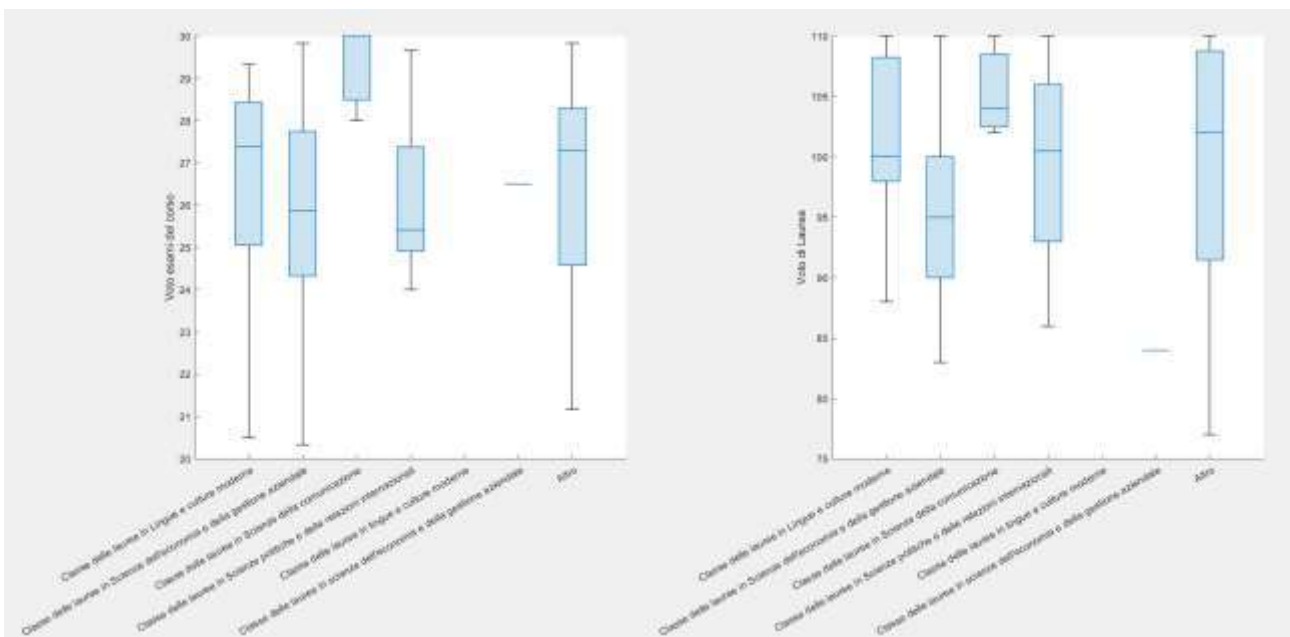 30
29
28
27
26
25
24
23
22
21
20
Voto esami del corso
Classe delle lauree in Lingue e culture moderne
Classe delle lauree in Scienze dell'economia e della gestione aziendale
Classe delle lauree in Scienze della comunicazione
Classe delle lauree in Scienze politiche e delle relazioni internazionali
Classe delle lauree in lingue e culture moderne
Classe delle lauree in scienze dell'economia e della gestione aziendale
Altro
110
105
100
95
90
85
80
75
Voto di Laurea
Classe delle lauree in Lingue e culture moderne
Classe delle lauree in Scienze dell'economia e della gestione aziendale
Classe delle lauree in Scienze della comunicazione
Classe delle lauree in Scienze politiche e delle relazioni internazionali
Classe delle lauree in lingue e culture moderne
Classe delle lauree in scienze dell'economia e della gestione aziendale
Altro